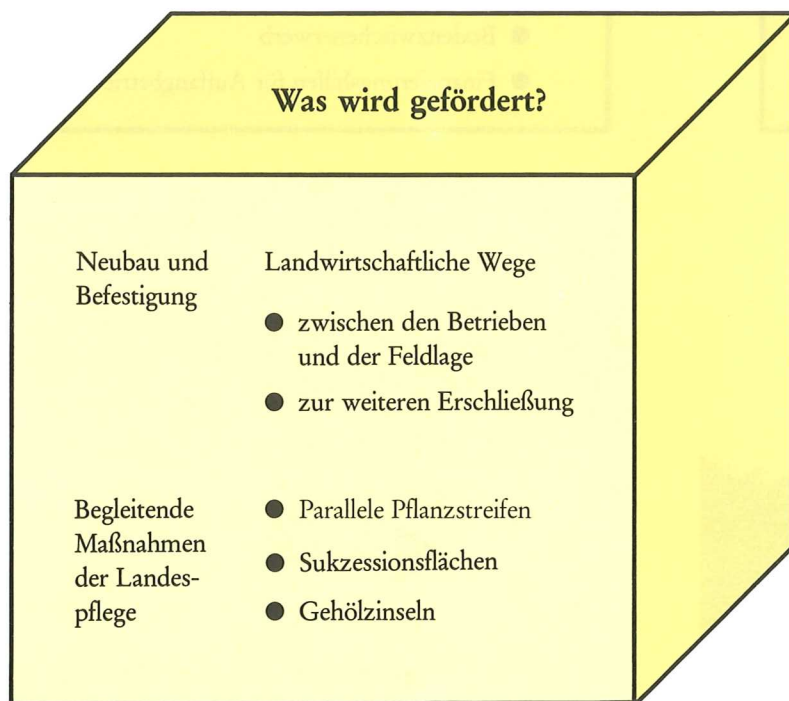 Was wird gefördert?
Neubau und
Befestigung
Landwirtschaftliche Wege
● zwischen den Betrieben
und der Feldlage
● zur weiteren Erschließung
Begleitende
Maßnahmen
der Landes-
pflege
● Parallele Pflanzstreifen
● Sukzessionsflächen
● Gehölzinseln